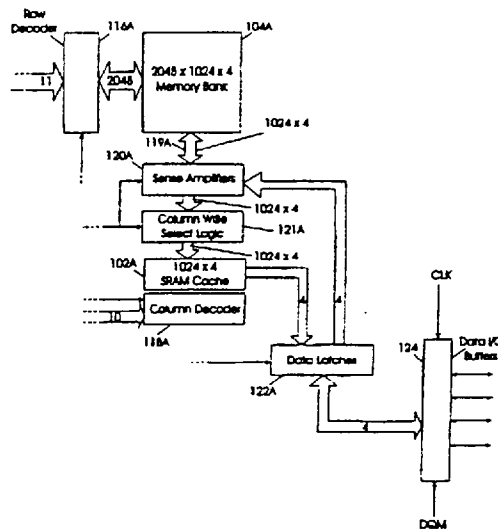 Row
Decoder
116A
104A
11
2048
2048 x 1024 x 4
Memory Bank
119A
1024 x 4
120A
Sense Amplifiers
1024 x 4
Column Write
Select Logic
121A
1024 x 4
102A
1024 x 4
SRAM Cache
10
Column Decoder
118A
4
4
CLK
Data Latches
122A
124
Data I/O
Buffers
4
DQM